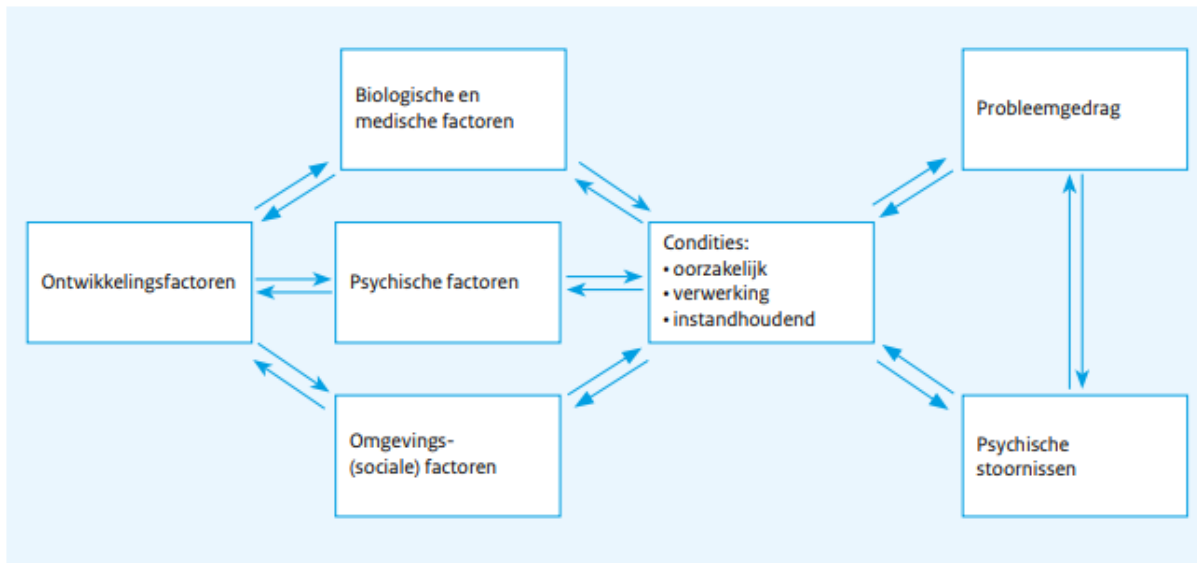 Biologische en
medische factoren
Probleemgedrag
Ontwikkelingsfactoren
Psychische factoren
Condities:
• oorzakelijk
• verwerking
• instandhoudend
Omgevings-
(sociale) factoren
Psychische
stoornissen